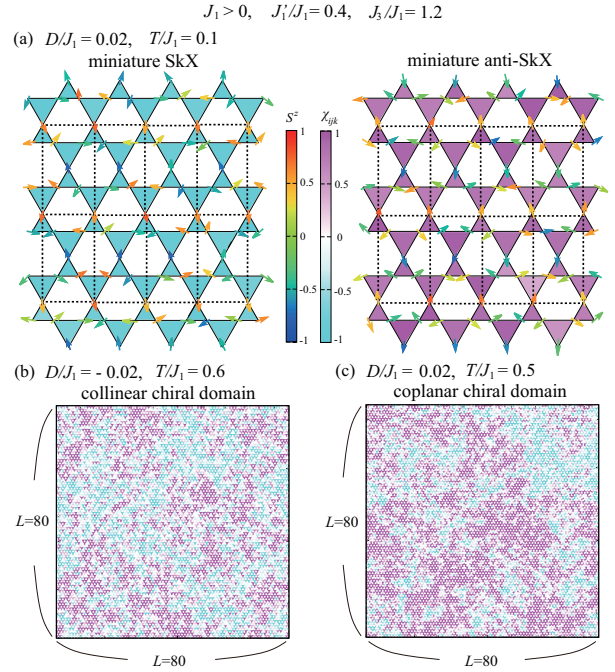 J₁ > 0, J₁'/J₁ = 0.4, J₃/J₁ = 1.2
(a) D/J₁ = 0.02, T/J₁ = 0.1
miniature SkX
miniature anti-SkX
Sᶻ χᵢⱼₖ
1 1
0.5 0.5
0 0
-0.5 -0.5
-1 -1
(b) D/J₁ = - 0.02, T/J₁ = 0.6
collinear chiral domain
L=80
L=80
(c) D/J₁ = 0.02, T/J₁ = 0.5
coplanar chiral domain
L=80
L=80